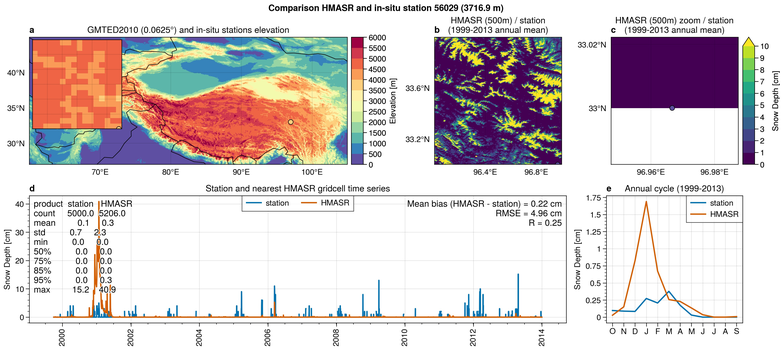 Comparison HMASR and in-situ station 56029 (3716.9 m)
a
GMTED2010 (0.0625°) and in-situ stations elevation
40°N
35°N
30°N
70°E
80°E
90°E
100°E
6000
5500
5000
4500
4000
3500
3000
2500
2000
1500
1000
500
0
Elevation [m]
b
HMASR (500m) / station
(1999-2013 annual mean)
33.6°N
33.2°N
96.4°E
96.8°E
c
HMASR (500m) zoom / station
(1999-2013 annual mean)
33.02°N
33°N
96.96°E
96.98°E
10
9
8
7
6
5
4
3
2
1
0
Snow Depth [cm]
d
Station and nearest HMASR gridcell time series
product station HMASR
count 5000.0 5206.0
mean 0.1 0.3
std 0.7 2.3
min 0.0 0.0
50% 0.0 0.0
75% 0.0 0.0
85% 0.0 0.0
95% 0.0 0.0
max 15.2 40.9
station
HMASR
Mean bias (HMASR - station) = 0.22 cm
RMSE = 4.96 cm
R = 0.25
Snow Depth [cm]
40
30
20
10
0
2000
2002
2004
2006
2008
2010
2012
2014
e
Annual cycle (1999-2013)
station
HMASR
Snow Depth [cm]
1.75
1.5
1.25
1
0.75
0.5
0.25
0
O N D J F M A M J J A S